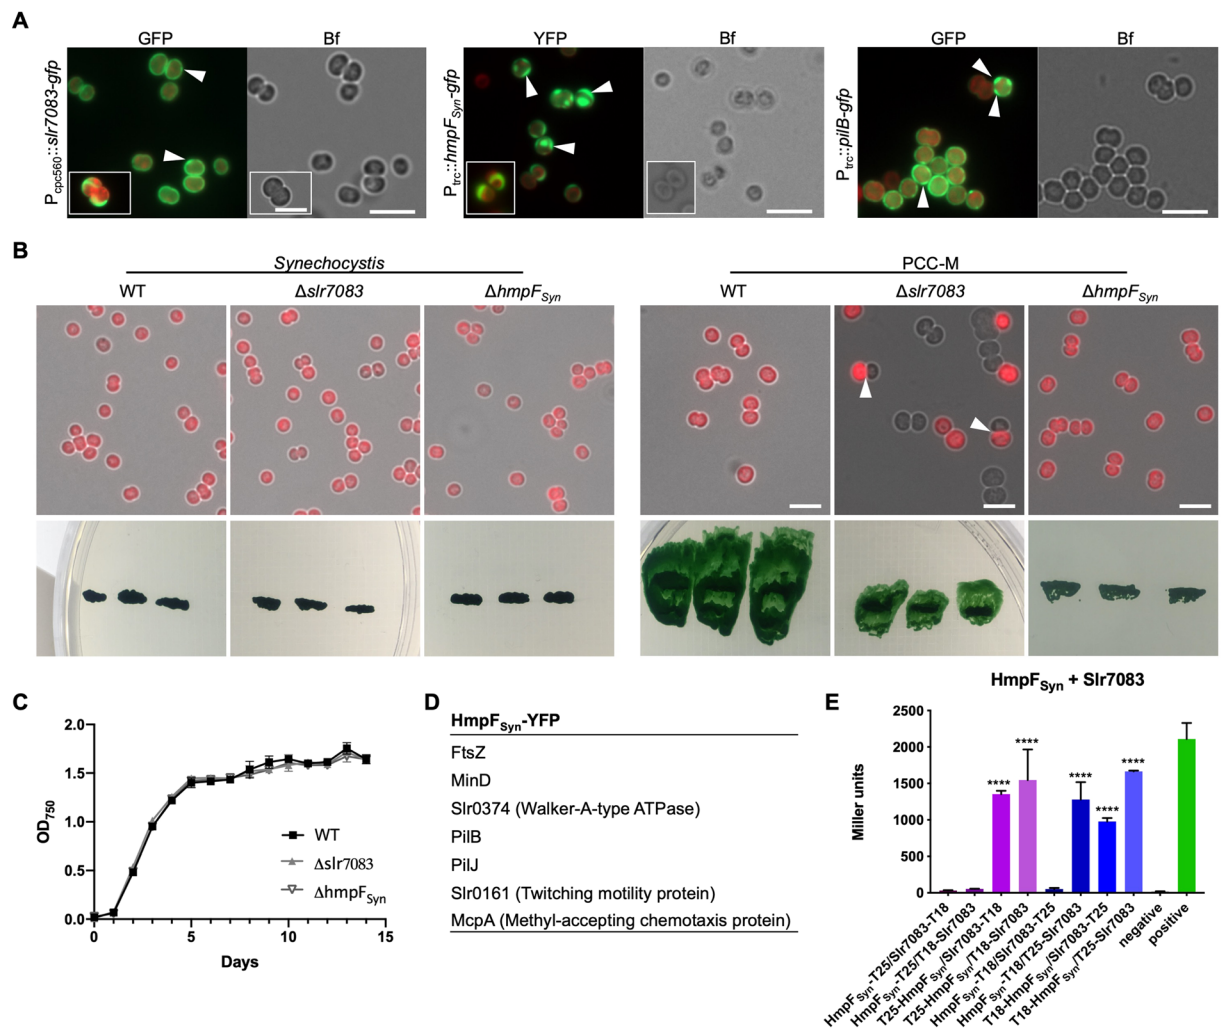 A
GFP
Bf
YFP
Bf
GFP
Bf
Pcpc560::slr7083-gfp
Ptrc::hmpFSyn-gfp
Ptrc::pilB-gfp
B
Synechocystis
PCC-M
WT
Δslr7083
ΔhmpFSyn
WT
Δslr7083
ΔhmpFSyn
C
2.0
1.5
1.0
0.5
0.0
OD750
WT
Δslr7083
ΔhmpFSyn
0
5
10
15
Days
D
HmpFSyn-YFP
FtsZ
MinD
Slr0374 (Walker-A-type ATPase)
PilB
PilJ
Slr0161 (Twitching motility protein)
McpA (Methyl-accepting chemotaxis protein)
E
HmpFSyn + Slr7083
2500
2000
1500
1000
500
0
Miller units
****
****
****
****
****
HmpFSyn-T25/Slr7083-T18
HmpFSyn-T25/T18-Slr7083
T25-HmpFSyn/Slr7083-T18
T25-HmpFSyn/T18-Slr7083
HmpFSyn-T18/Slr7083-T25
HmpFSyn-T18/T25-Slr7083
T18-HmpFSyn/Slr7083-T25
T18-HmpFSyn/T25-Slr7083
negative
positive